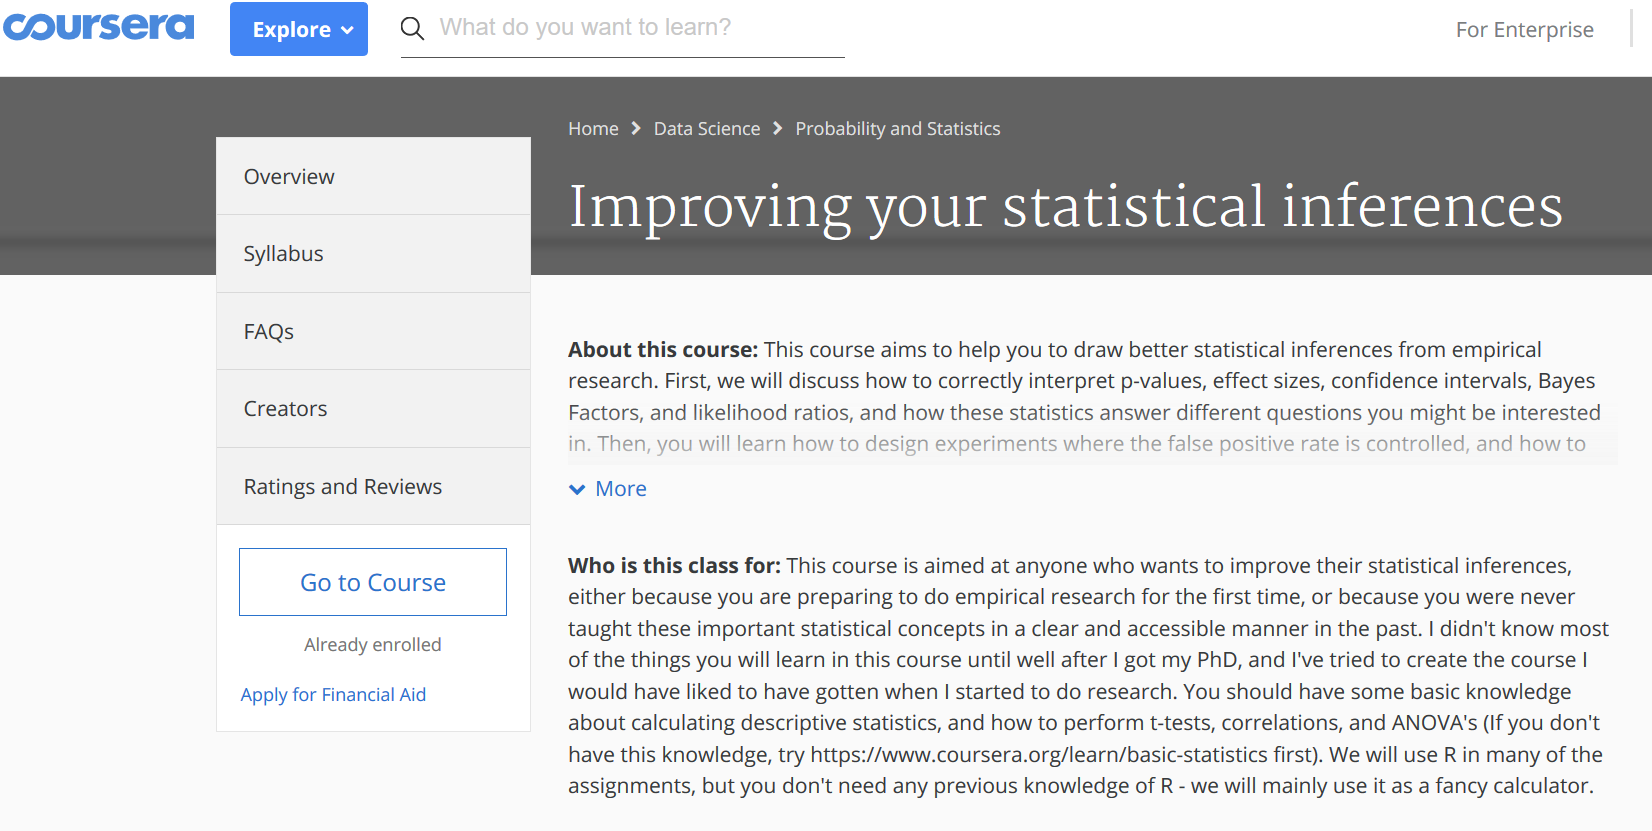 coursera
Explore
What do you want to learn?
For Enterprise
Home
Data Science
Probability and Statistics
Improving your statistical inferences
Overview
Syllabus
FAQs
Creators
Ratings and Reviews
Go to Course
Already enrolled
Apply for Financial Aid
About this course: This course aims to help you to draw better statistical inferences from empirical
research. First, we will discuss how to correctly interpret p-values, effect sizes, confidence intervals, Bayes
Factors, and likelihood ratios, and how these statistics answer different questions you might be interested
in. Then, you will learn how to design experiments where the false positive rate is controlled, and how to
More
Who is this class for: This course is aimed at anyone who wants to improve their statistical inferences,
either because you are preparing to do empirical research for the first time, or because you were never
taught these important statistical concepts in a clear and accessible manner in the past. I didn't know most
of the things you will learn in this course until well after I got my PhD, and I've tried to create the course I
would have liked to have gotten when I started to do research. You should have some basic knowledge
about calculating descriptive statistics, and how to perform t-tests, correlations, and ANOVA's (If you don't
have this knowledge, try https://www.coursera.org/learn/basic-statistics first). We will use R in many of the
assignments, but you don't need any previous knowledge of R - we will mainly use it as a fancy calculator.